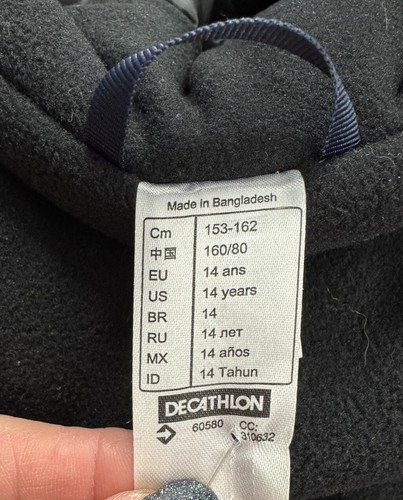 Made in Bangladesh
Cm 153-162
中国 160/80
EU 14 ans
US 14 years
BR 14
RU 14 лет
MX 14 años
ID 14 Tahun
DECATHLON
60580 CC:
310632